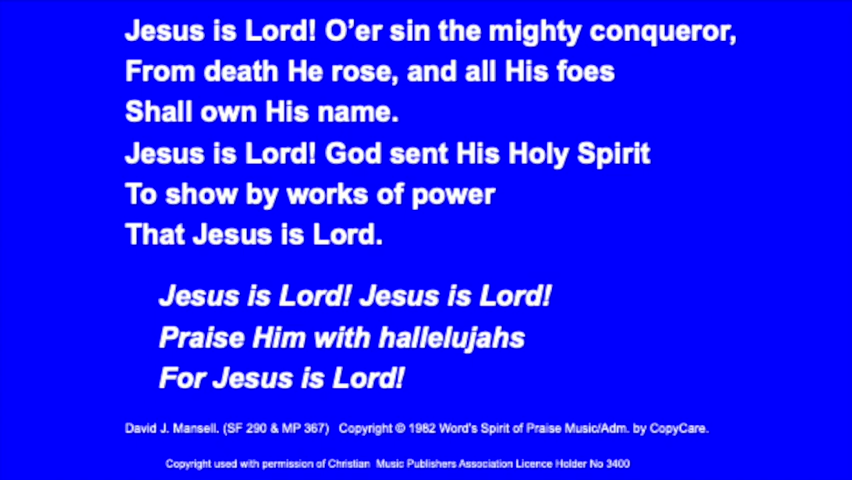 Jesus is Lord! O’er sin the mighty conqueror,
From death He rose, and all His foes
Shall own His name.
Jesus is Lord! God sent His Holy Spirit
To show by works of power
That Jesus is Lord.
Jesus is Lord! Jesus is Lord!
Praise Him with hallelujahs
For Jesus is Lord!
David J. Mansell. (SF 290 & MP 367)   Copyright © 1982 Word's Spirit of Praise Music/Adm. by CopyCare.
Copyright used with permission of Christian  Music Publishers Association Licence Holder No 3400